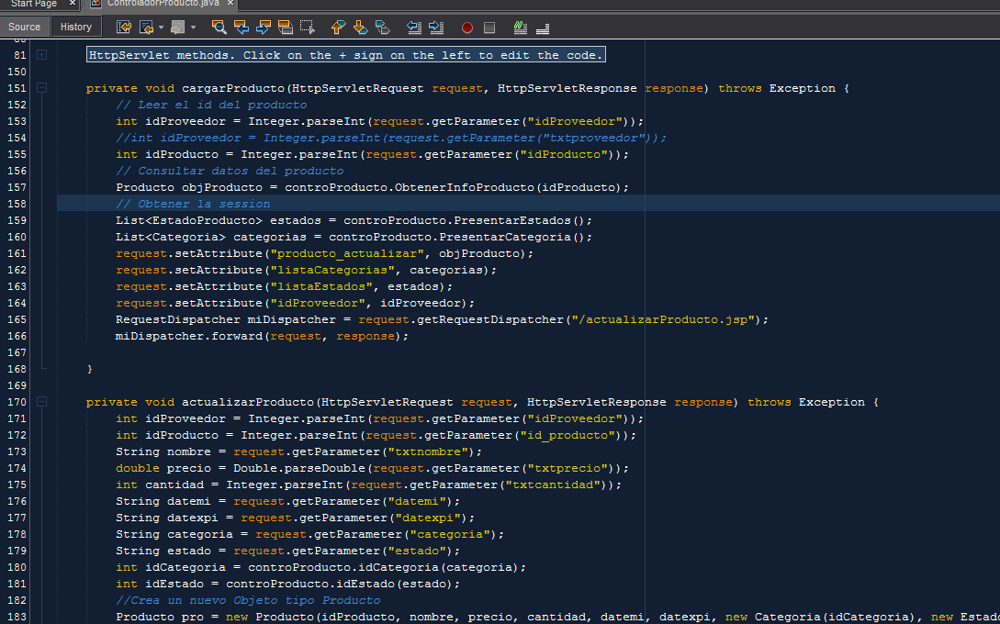 Start Page × ControladorProducto.java ×
Source History
80
81 HttpServlet methods. Click on the + sign on the left to edit the code.
150
151 private void cargarProducto(HttpServletRequest request, HttpServletResponse response) throws Exception {
152 // Leer el id del producto
153 int idProveedor = Integer.parseInt(request.getParameter("idProveedor"));
154 //int idProveedor = Integer.parseInt(request.getParameter("txtproveedor"));
155 int idProducto = Integer.parseInt(request.getParameter("idProducto"));
156 // Consultar datos del producto
157 Producto objProducto = controProducto.ObtenerInfoProducto(idProducto);
158 // Obtener la session
159 List<EstadoProducto> estados = controProducto.PresentarEstados();
160 List<Categoria> categorias = controProducto.PresentarCategoria();
161 request.setAttribute("producto_actualizar", objProducto);
162 request.setAttribute("listaCategorias", categorias);
163 request.setAttribute("listaEstados", estados);
164 request.setAttribute("idProveedor", idProveedor);
165 RequestDispatcher miDispatcher = request.getRequestDispatcher("/actualizarProducto.jsp");
166 miDispatcher.forward(request, response);
167
168 }
169
170 private void actualizarProducto(HttpServletRequest request, HttpServletResponse response) throws Exception {
171 int idProveedor = Integer.parseInt(request.getParameter("idProveedor"));
172 int idProducto = Integer.parseInt(request.getParameter("id_producto"));
173 String nombre = request.getParameter("txtnombre");
174 double precio = Double.parseDouble(request.getParameter("txtprecio"));
175 int cantidad = Integer.parseInt(request.getParameter("txtcantidad"));
176 String datemi = request.getParameter("datemi");
177 String datexpi = request.getParameter("datexpi");
178 String categoria = request.getParameter("categoria");
179 String estado = request.getParameter("estado");
180 int idCategoria = controProducto.idCategoria(categoria);
181 int idEstado = controProducto.idEstado(estado);
182 //Crea un nuevo Objeto tipo Producto
183 Producto pro = new Producto(idProducto, nombre, precio, cantidad, datemi, datexpi, new Categoria(idCategoria), new Estad